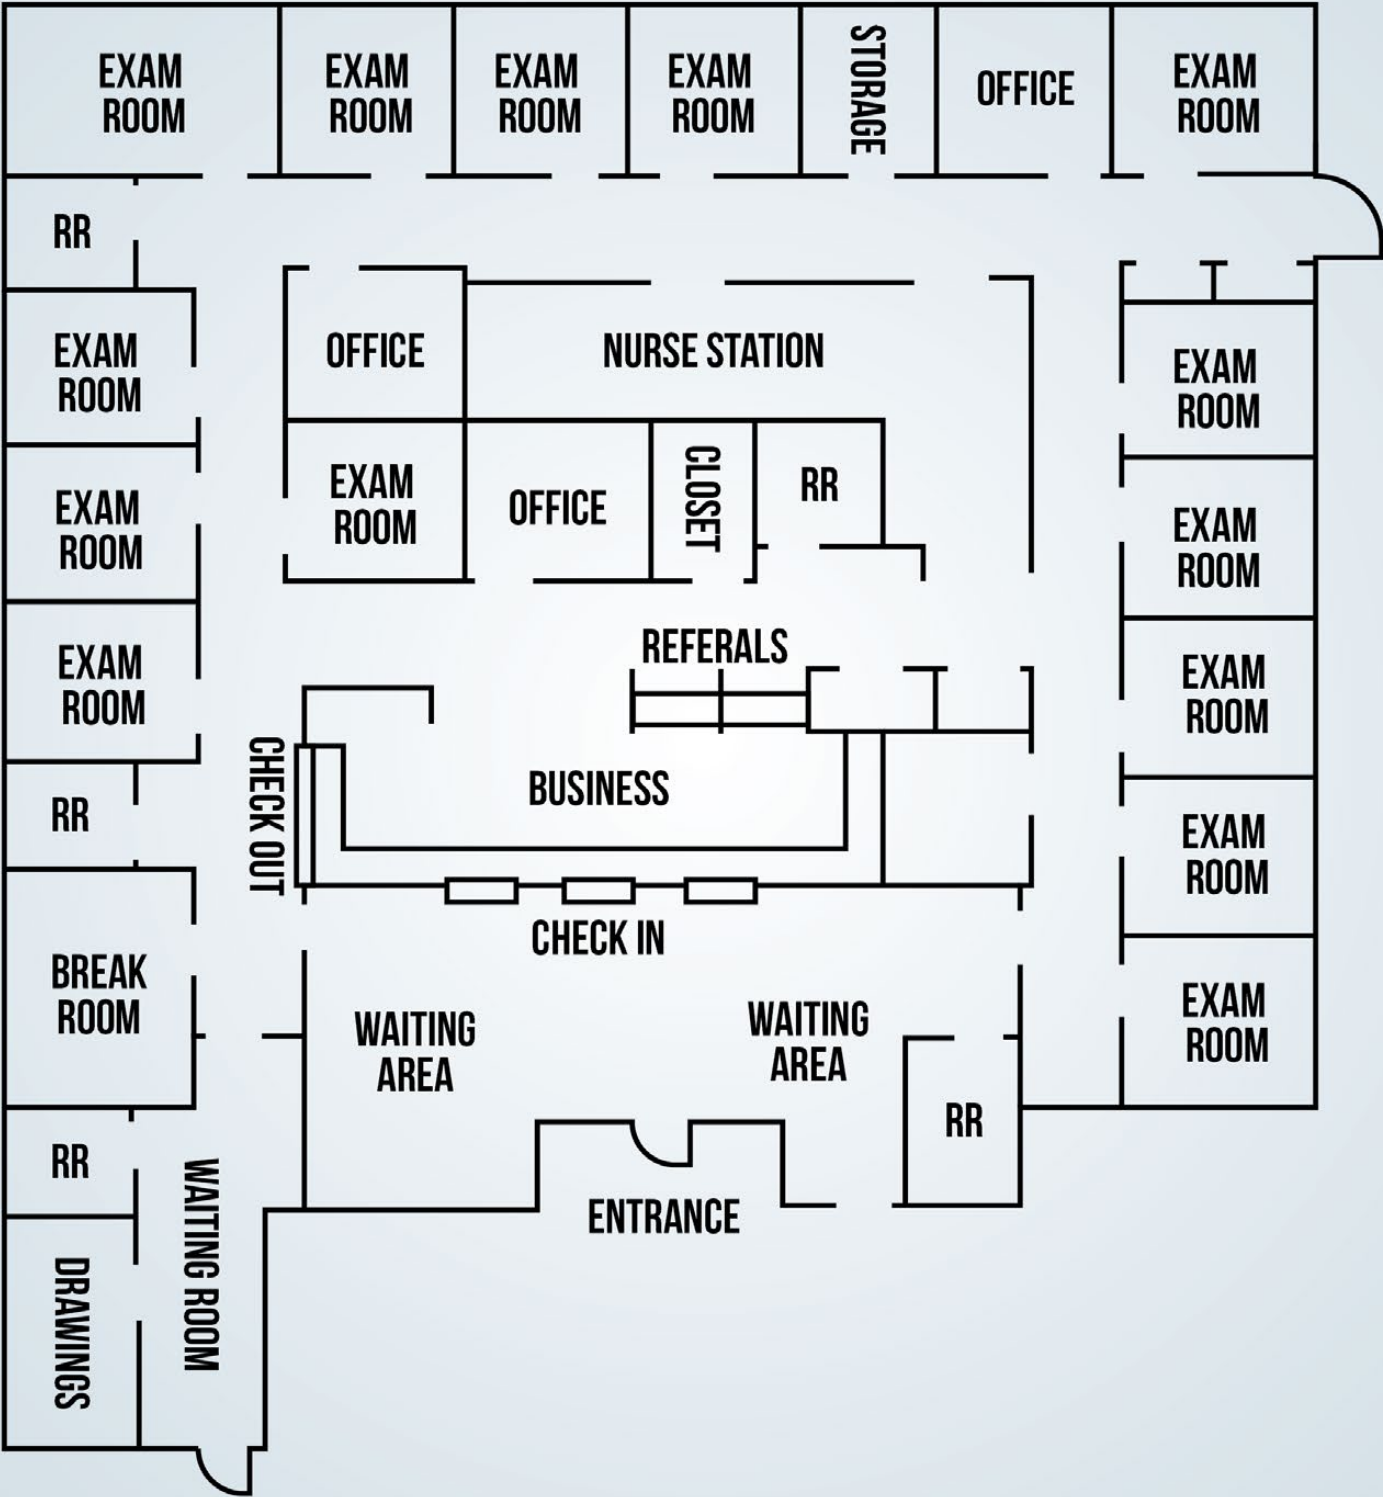 EXAM
ROOM
EXAM
ROOM
EXAM
ROOM
EXAM
ROOM
STORAGE
OFFICE
EXAM
ROOM
RR
EXAM
ROOM
OFFICE
NURSE STATION
EXAM
ROOM
EXAM
ROOM
EXAM
ROOM
OFFICE
CLOSET
RR
EXAM
ROOM
EXAM
ROOM
REFERALS
EXAM
ROOM
RR
CHECK OUT
BUSINESS
EXAM
ROOM
CHECK IN
BREAK
ROOM
WAITING
AREA
WAITING
AREA
EXAM
ROOM
RR
RR
WAITING ROOM
ENTRANCE
DRAWINGS